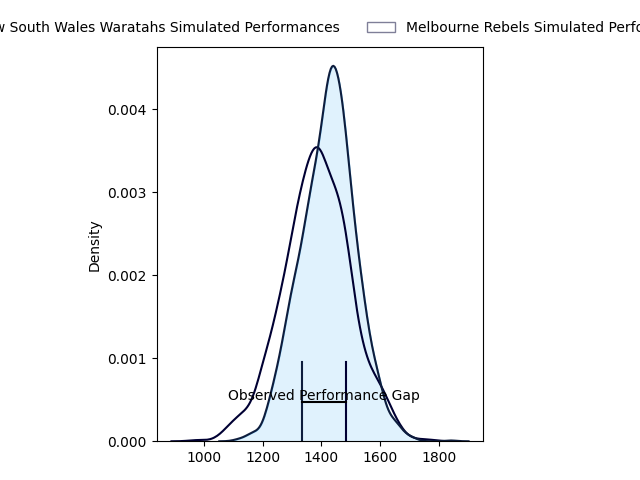 South Wales Waratahs Simulated Performances
Melbourne Rebels Simulated
Density
0.004
0.003
0.002
0.001
0.000
Observed Performance Gap
1000 1200 1400 1600 1800